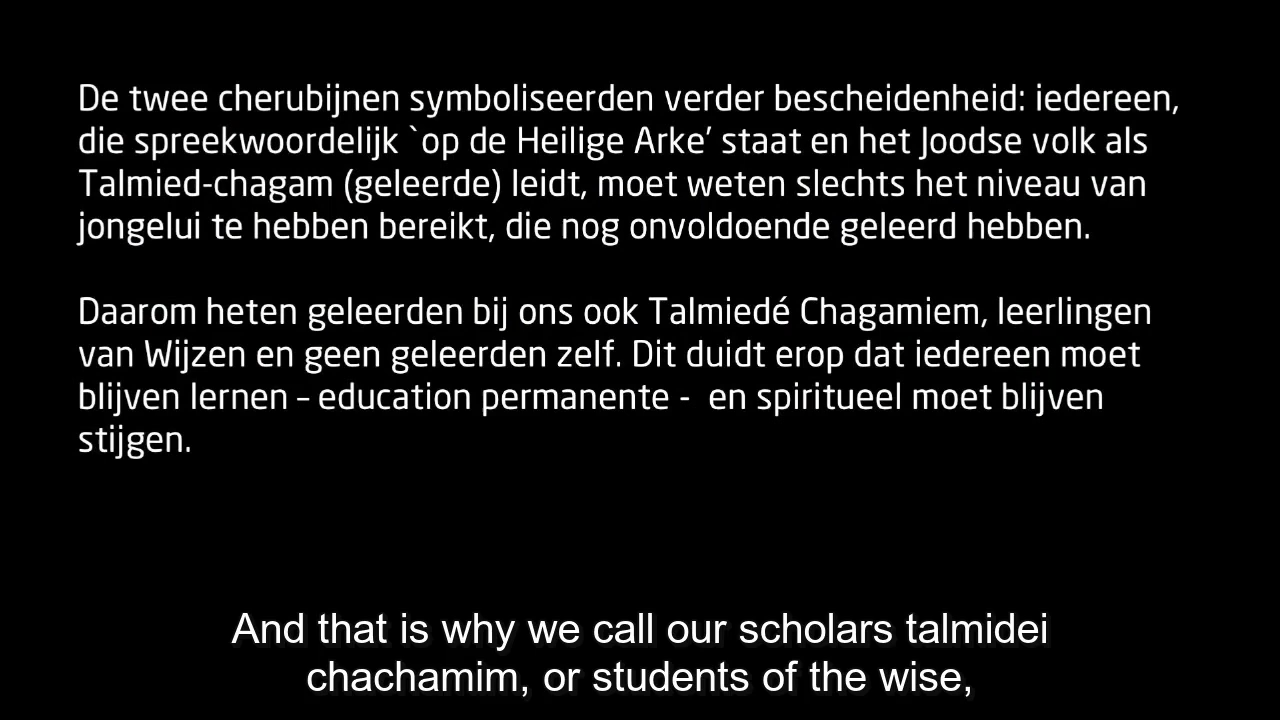 De twee cherubijnen symboliseerden verder bescheidenheid: iedereen,
die spreekwoordelijk `op de Heilige Arke’ staat en het Joodse volk als
Talmied-chagam (geleerde) leidt, moet weten slechts het niveau van
jongelui te hebben bereikt, die nog onvoldoende geleerd hebben.
Daarom heten geleerden bij ons ook Talmiedé Chagamiem, leerlingen
van Wijzen en geen geleerden zelf. Dit duidt erop dat iedereen moet
blijven lernen – education permanente -  en spiritueel moet blijven
stijgen.
And that is why we call our scholars talmidei
chachamim, or students of the wise,